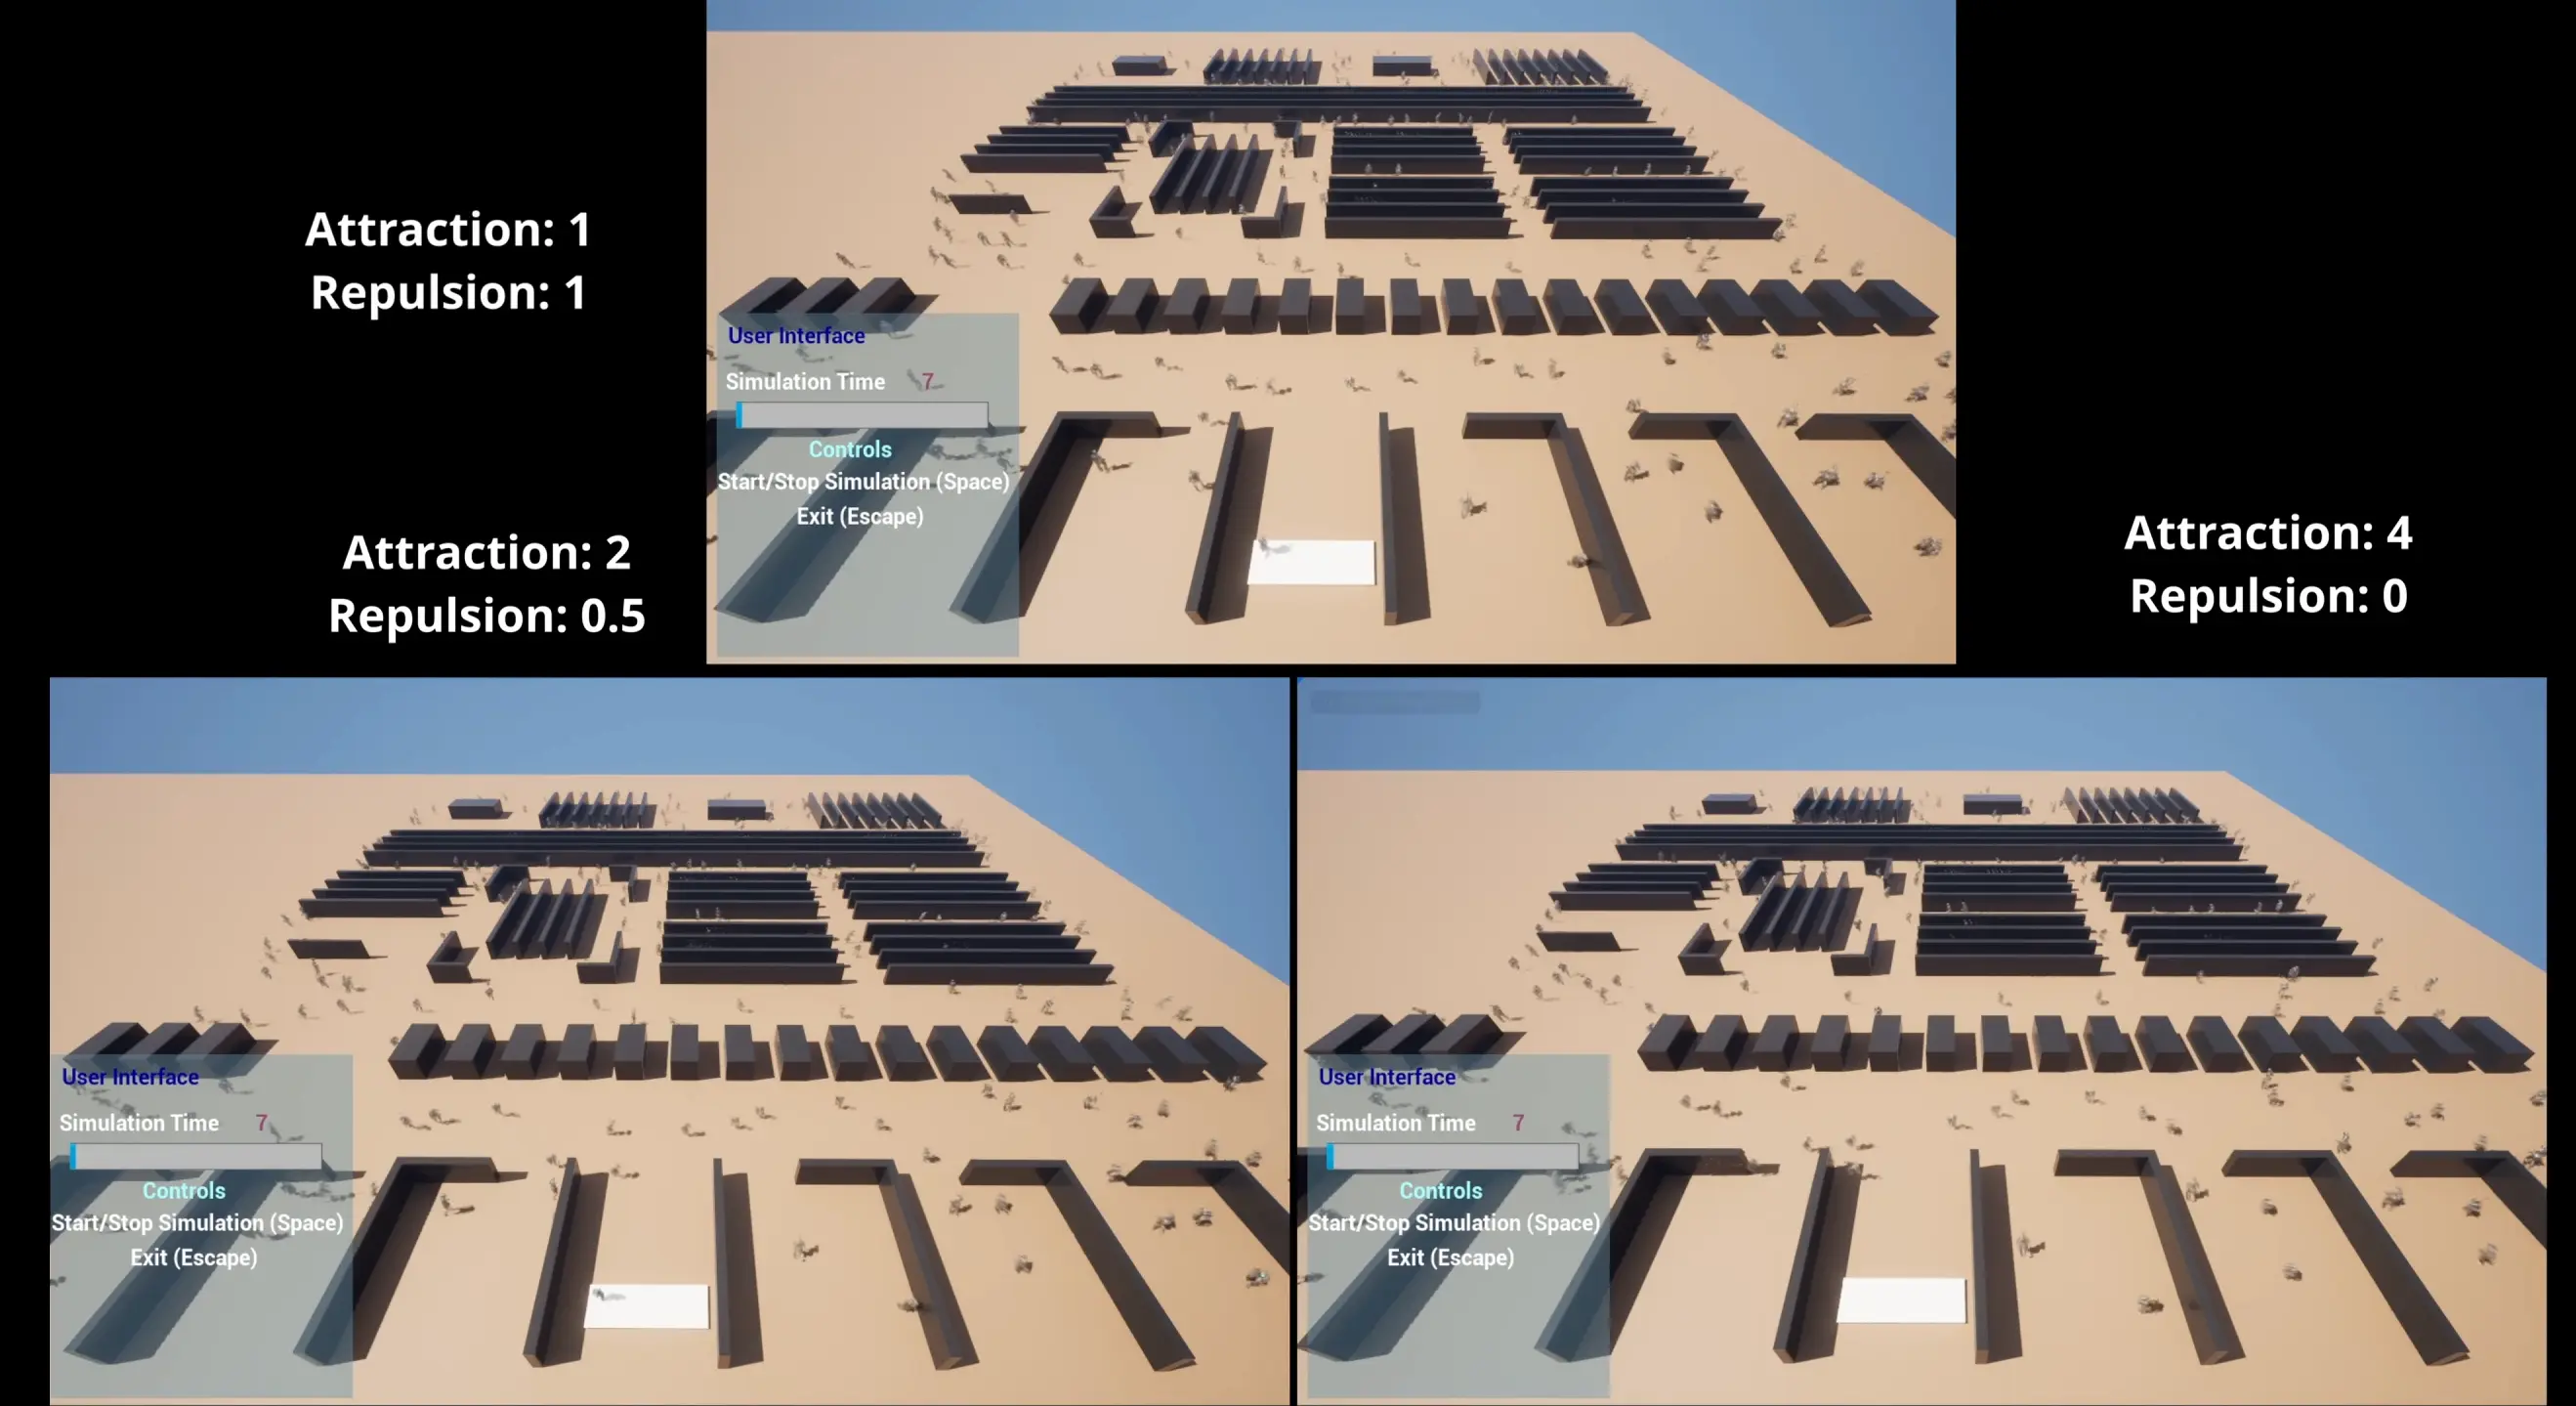 Attraction: 1
Repulsion: 1
User Interface
Simulation Time 7
Controls
Start/Stop Simulation (Space)
Exit (Escape)
Attraction: 2
Repulsion: 0.5
Attraction: 4
Repulsion: 0
User Interface
Simulation Time 7
Controls
Start/Stop Simulation (Space)
Exit (Escape)
User Interface
Simulation Time 7
Controls
Start/Stop Simulation (Space)
Exit (Escape)